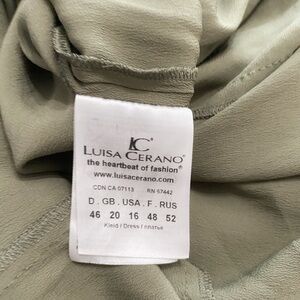 LC
LUISA CERANO®
the heartbeat of fashion®
www.luisacerano.com
CDN CA 07113 RN 67442
D . GB . USA . F . RUS
46 20 16 48 52
Kleid / Dress / платье